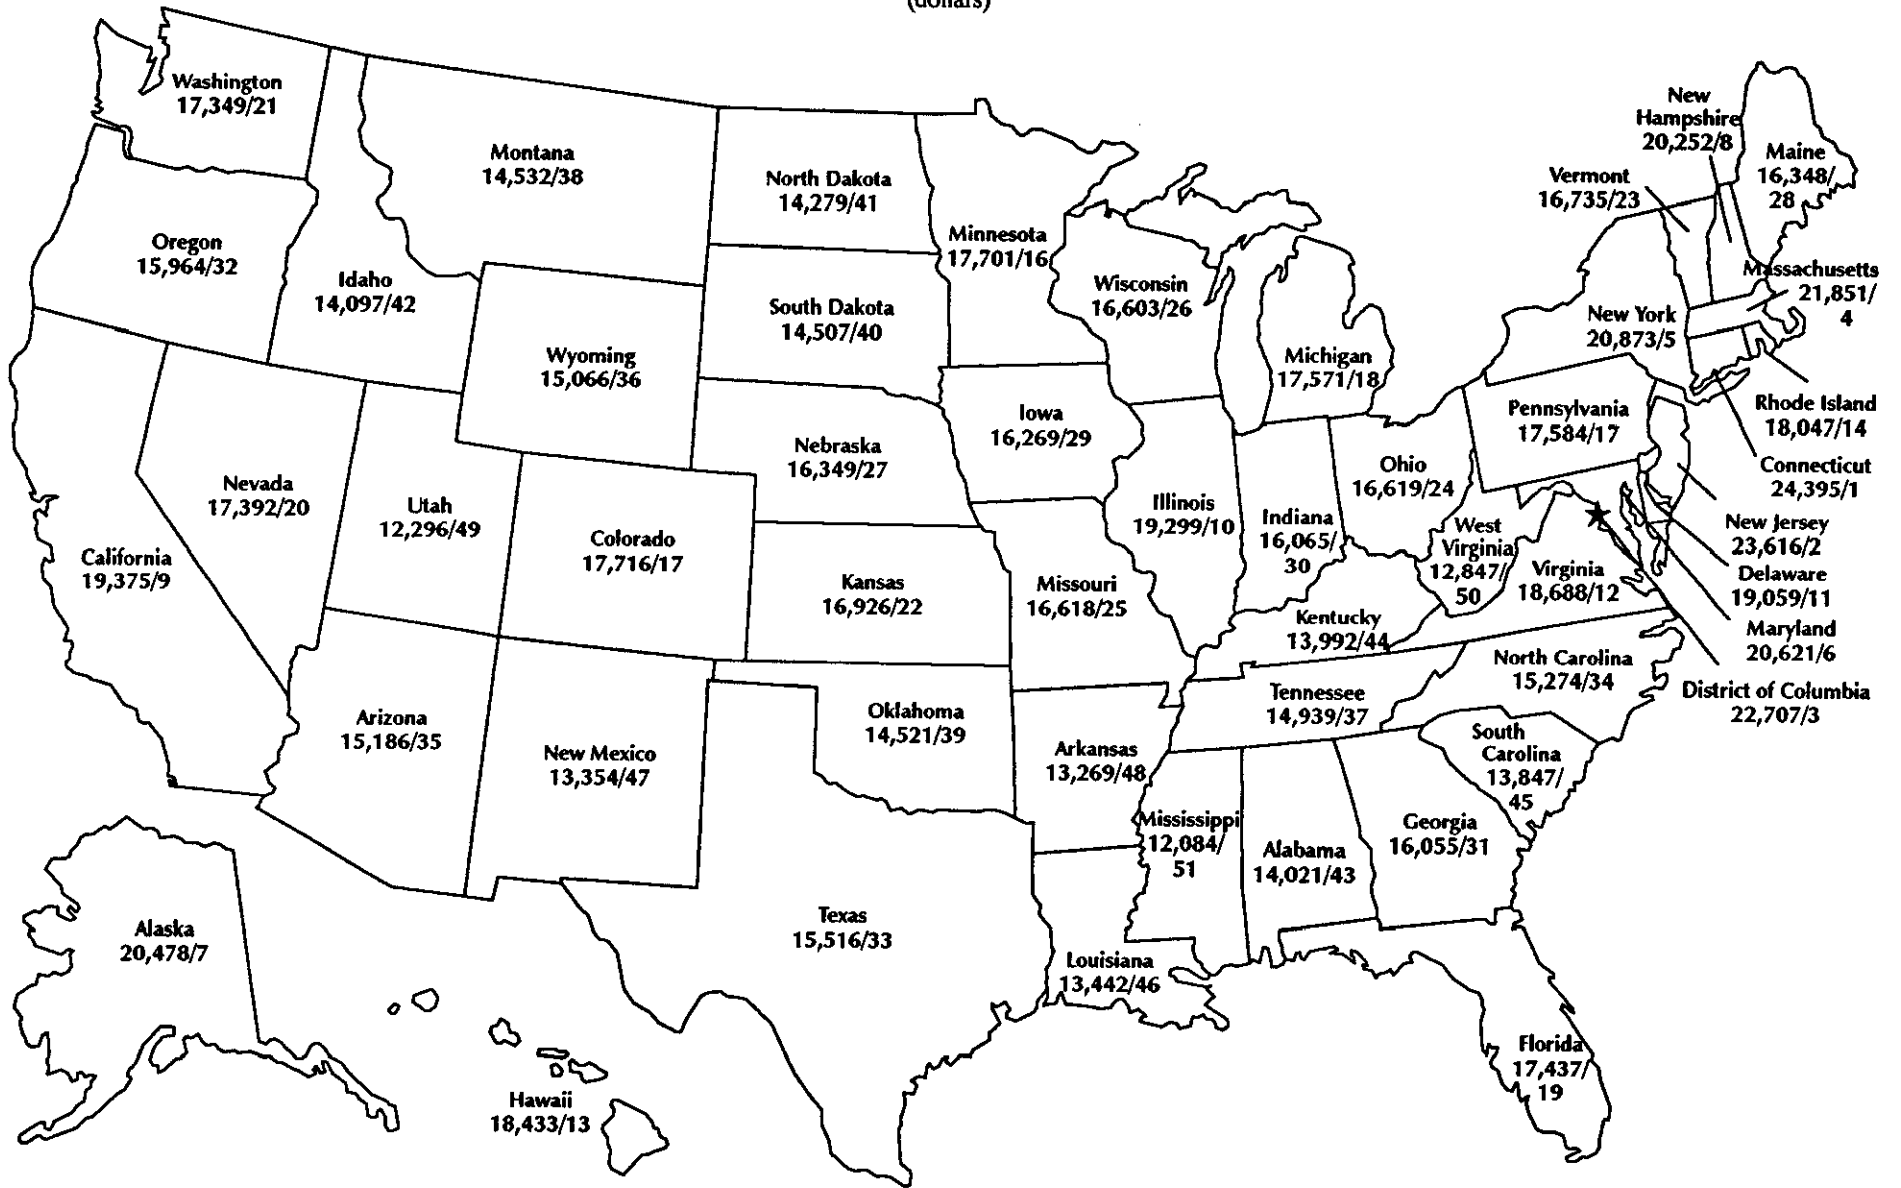 (dollars)
Washington
17,349/21
Montana
14,532/38
North Dakota
14,279/41
Minnesota
17,701/16
Oregon
15,964/32
Idaho
14,097/42
South Dakota
14,507/40
Wyoming
15,066/36
Wisconsin
16,603/26
Michigan
17,571/18
New
Hampshire
20,252/8
Vermont
16,735/23
Maine
16,348/
28
Massachusetts
21,851/
4
New York
20,873/5
Rhode Island
18,047/14
Connecticut
24,395/1
Pennsylvania
17,584/17
New Jersey
23,616/2
Delaware
19,059/11
Maryland
20,621/6
District of Columbia
22,707/3
Iowa
16,269/29
Nebraska
16,349/27
Nevada
17,392/20
Utah
12,296/49
Colorado
17,716/17
California
19,375/9
Kansas
16,926/22
Missouri
16,618/25
Illinois
19,299/10
Indiana
16,065/
30
Ohio
16,619/24
West
Virginia
12,847/
50
Virginia
18,688/12
Kentucky
13,992/44
North Carolina
15,274/34
Tennessee
14,939/37
South
Carolina
13,847/
45
Arizona
15,186/35
New Mexico
13,354/47
Oklahoma
14,521/39
Arkansas
13,269/48
Mississippi
12,084/
51
Alabama
14,021/43
Georgia
16,055/31
Texas
15,516/33
Louisiana
13,442/46
Florida
17,437/
19
Alaska
20,478/7
Hawaii
18,433/13